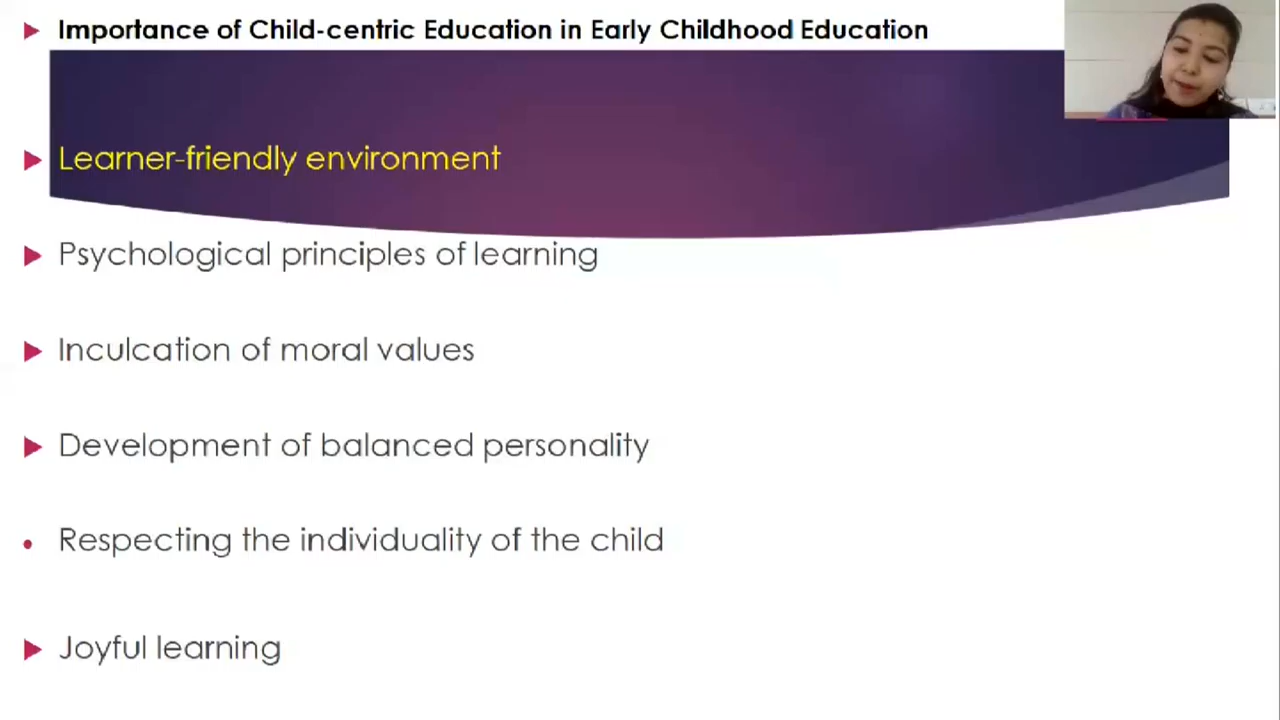 Importance of Child-centric Education in Early Childhood Education
Learner-friendly environment
Psychological principles of learning
Inculcation of moral values
Development of balanced personality
Respecting the individuality of the child
Joyful learning